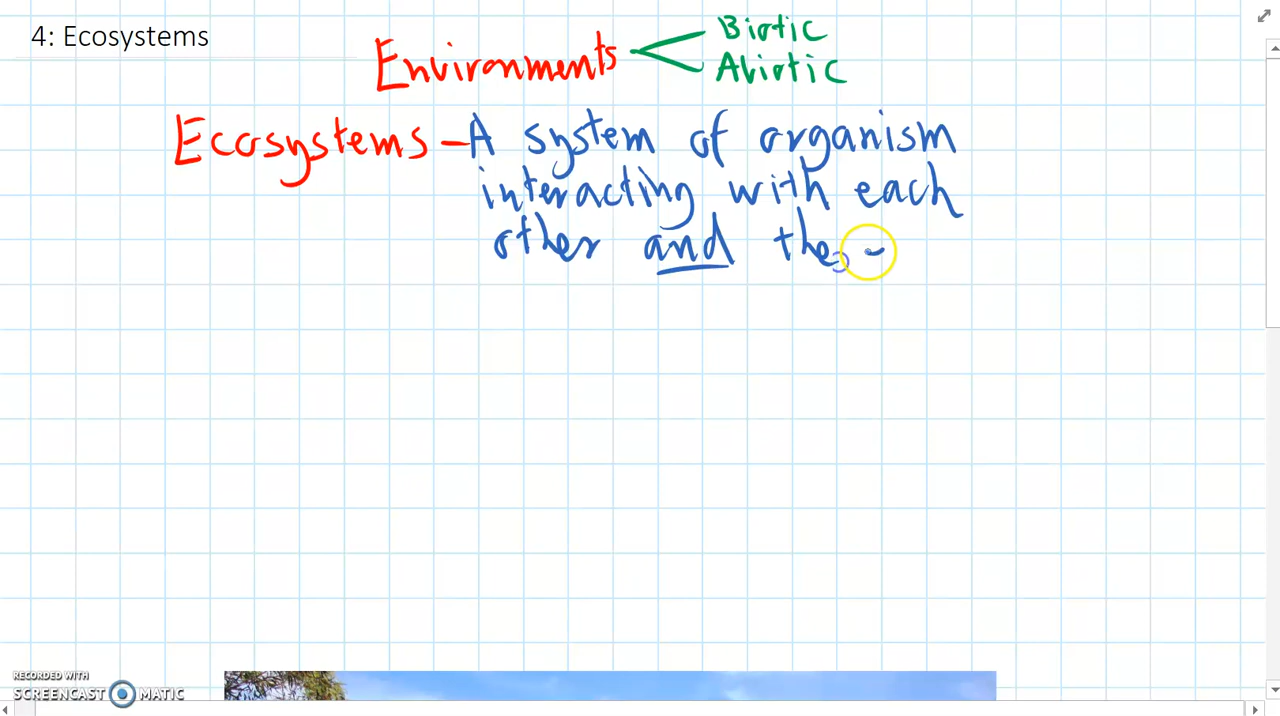 4: Ecosystems
Environments
Biotic
Abiotic
Ecosystems - A system of organism
interacting with each
other and the
RECORDED WITH
SCREENCAST MATIC